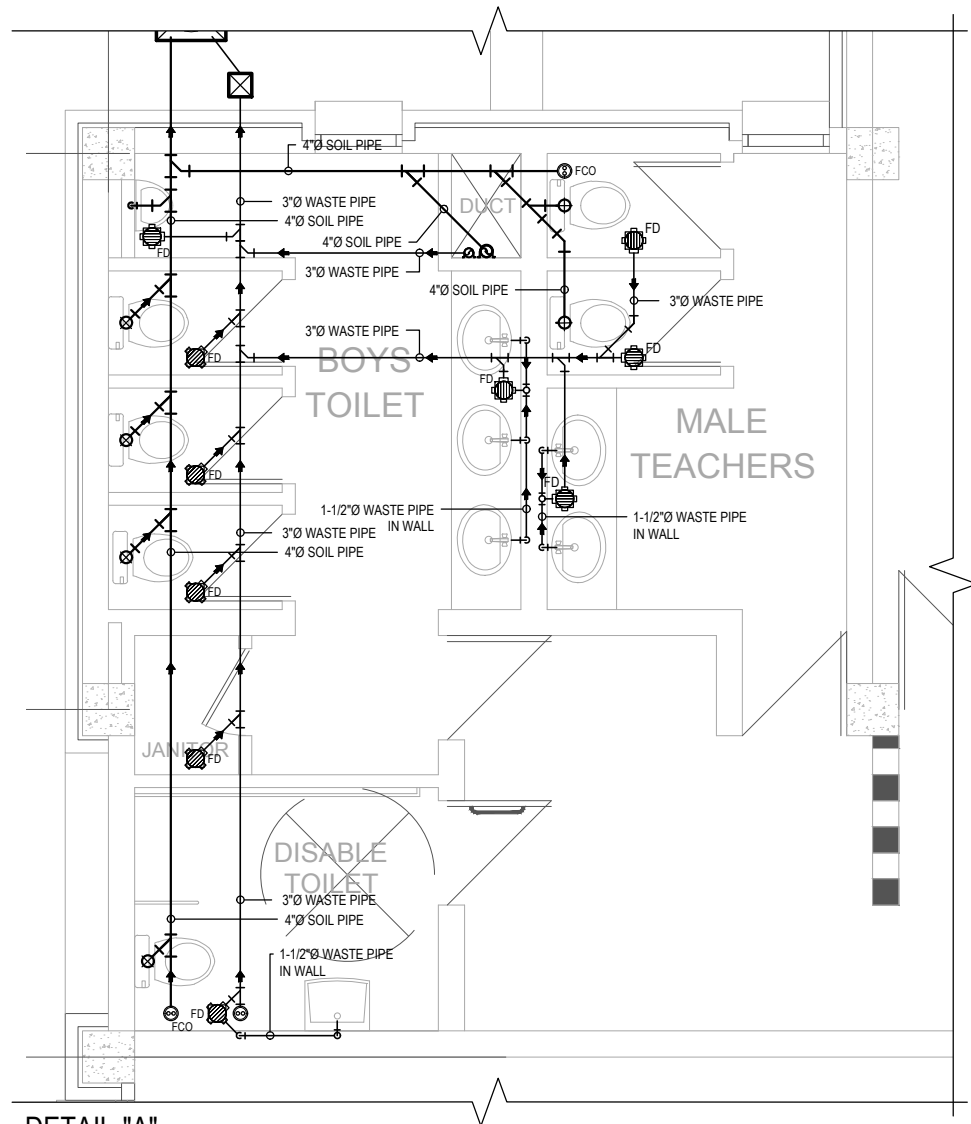 4"Ø SOIL PIPE
FCO
3"Ø WASTE PIPE
4"Ø SOIL PIPE
DUCT
4"Ø SOIL PIPE
FD
FD
3"Ø WASTE PIPE
4"Ø SOIL PIPE
3"Ø WASTE PIPE
3"Ø WASTE PIPE
FD
FD
BOYS
TOILET
FD
MALE
TEACHERS
FD
FD
1-1/2"Ø WASTE PIPE
IN WALL
1-1/2"Ø WASTE PIPE
IN WALL
3"Ø WASTE PIPE
4"Ø SOIL PIPE
FD
JANITOR
FD
DISABLE
TOILET
3"Ø WASTE PIPE
4"Ø SOIL PIPE
1-1/2"Ø WASTE PIPE
IN WALL
FD
FCO
DETAIL "A"